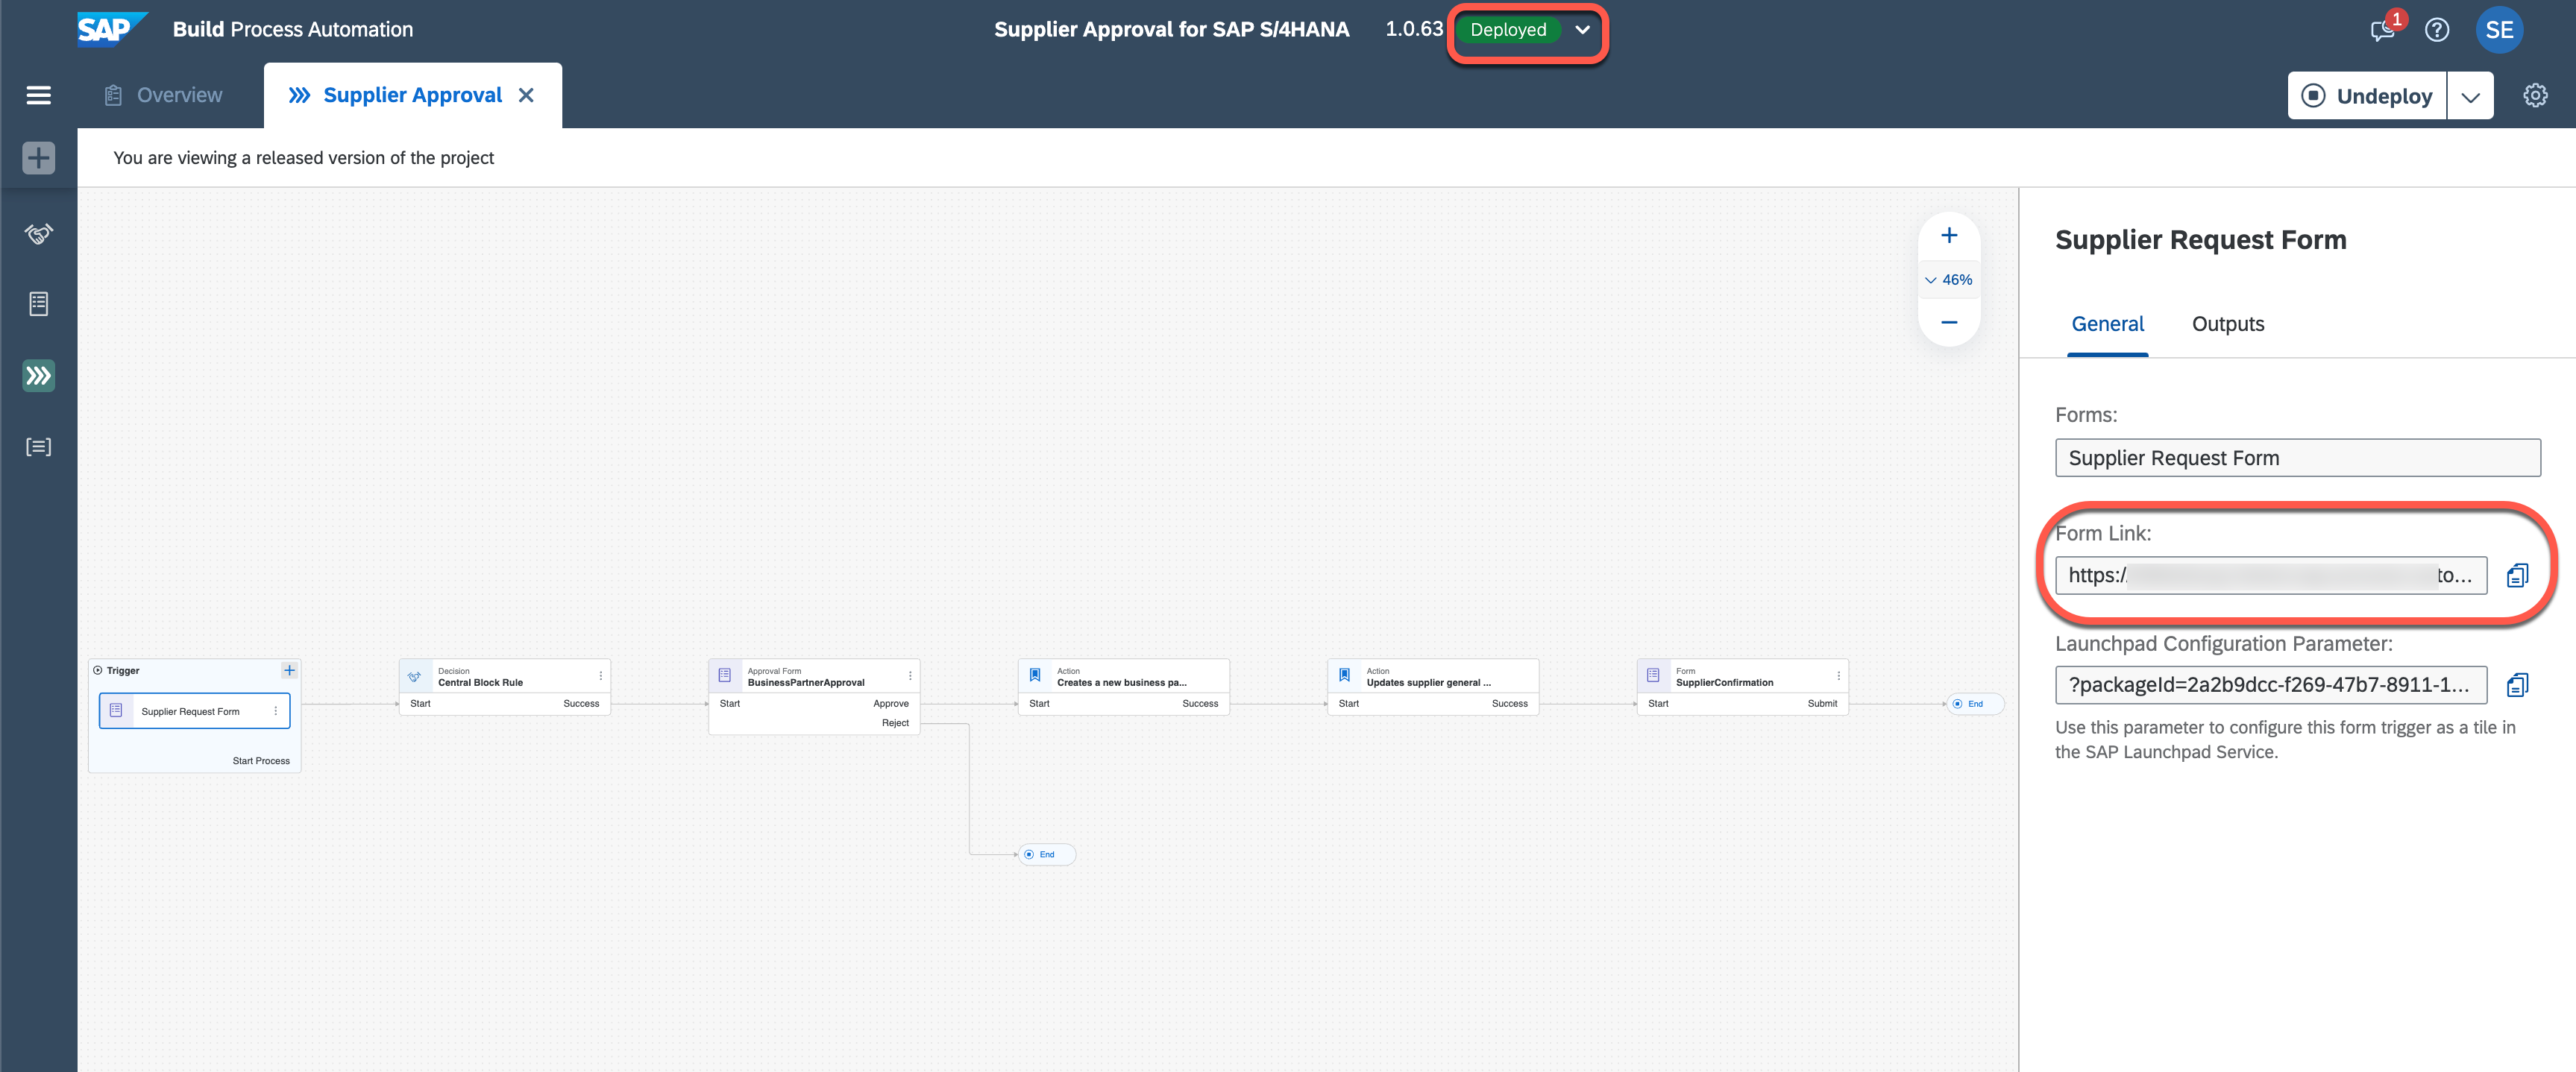 SAP Build Process Automation
Supplier Approval for SAP S/4HANA 1.0.63 Deployed
1
SE
Overview
Supplier Approval
Undeploy
You are viewing a released version of the project
46%
Trigger
Supplier Request Form
Start Process
Decision
Central Block Rule
Start Success
Approval Form
BusinessPartnerApproval
Start Approve
Reject
End
Action
Creates a new business pa...
Start Success
Action
Updates supplier general ...
Start Success
Form
SupplierConfirmation
Start Submit
End
Supplier Request Form
General Outputs
Forms:
Supplier Request Form
Form Link:
https:/ to...
Launchpad Configuration Parameter:
?packageId=2a2b9dcc-f269-47b7-8911-1...
Use this parameter to configure this form trigger as a tile in
the SAP Launchpad Service.